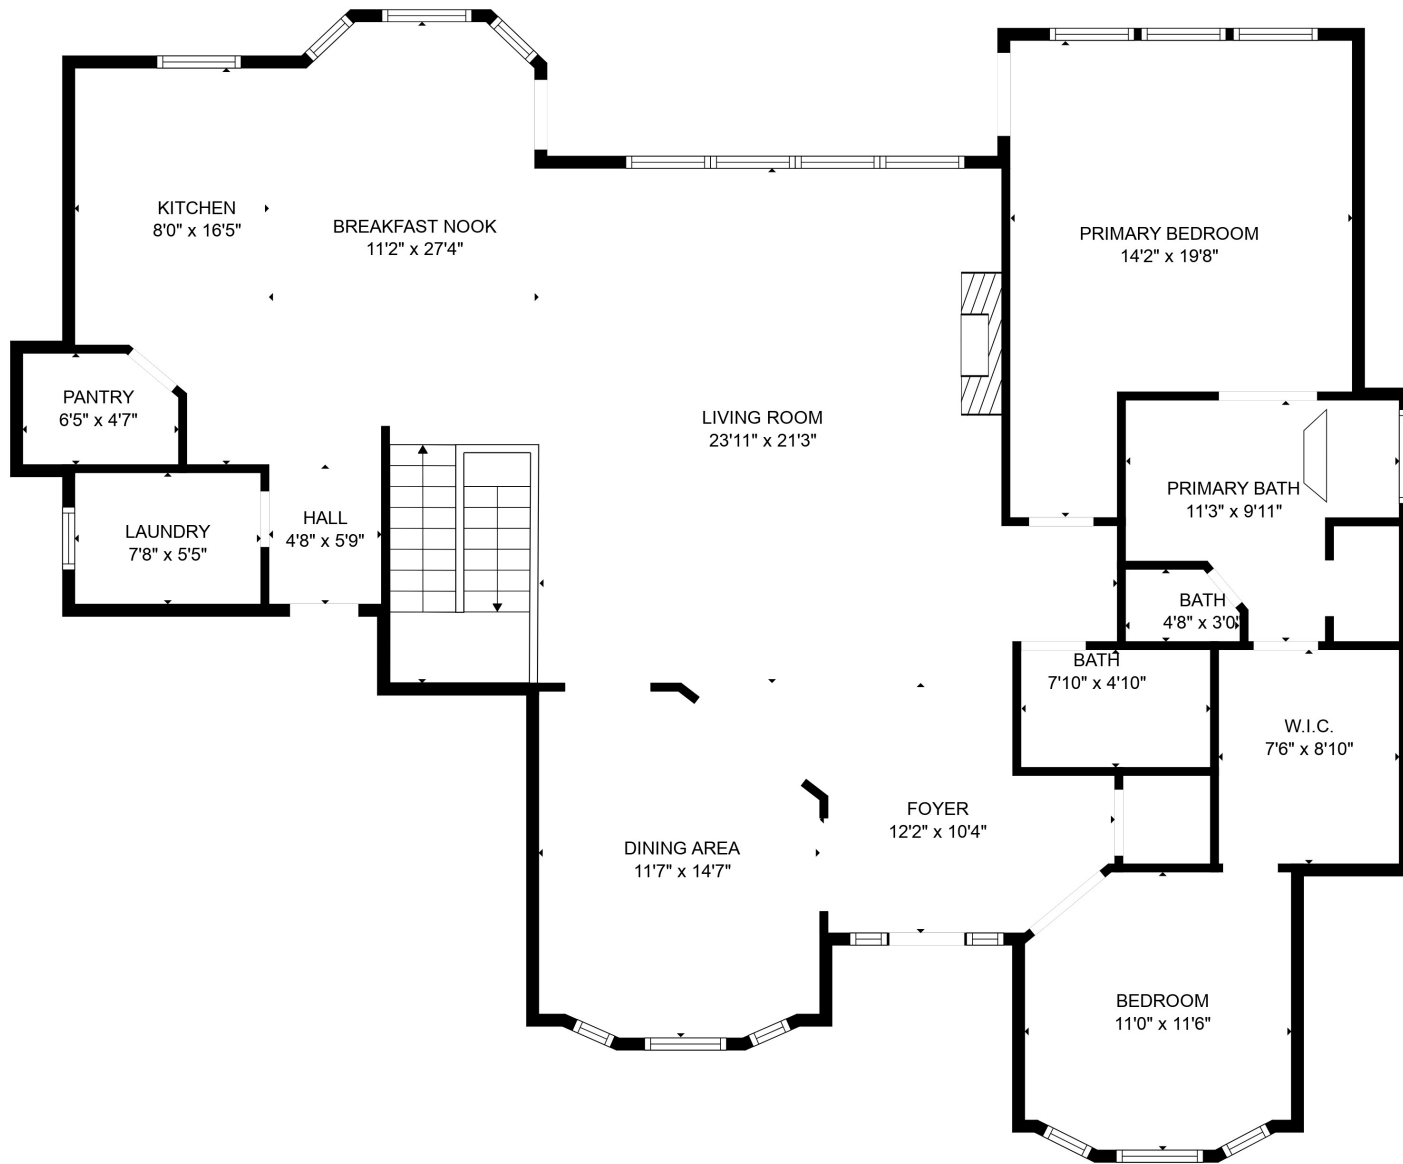 KITCHEN
8'0" x 16'5"
BREAKFAST NOOK
11'2" x 27'4"
PRIMARY BEDROOM
14'2" x 19'8"
PANTRY
6'5" x 4'7"
LIVING ROOM
23'11" x 21'3"
PRIMARY BATH
11'3" x 9'11"
LAUNDRY
7'8" x 5'5"
HALL
4'8" x 5'9"
BATH
4'8" x 3'0"
BATH
7'10" x 4'10"
W.I.C.
7'6" x 8'10"
FOYER
12'2" x 10'4"
DINING AREA
11'7" x 14'7"
BEDROOM
11'0" x 11'6"